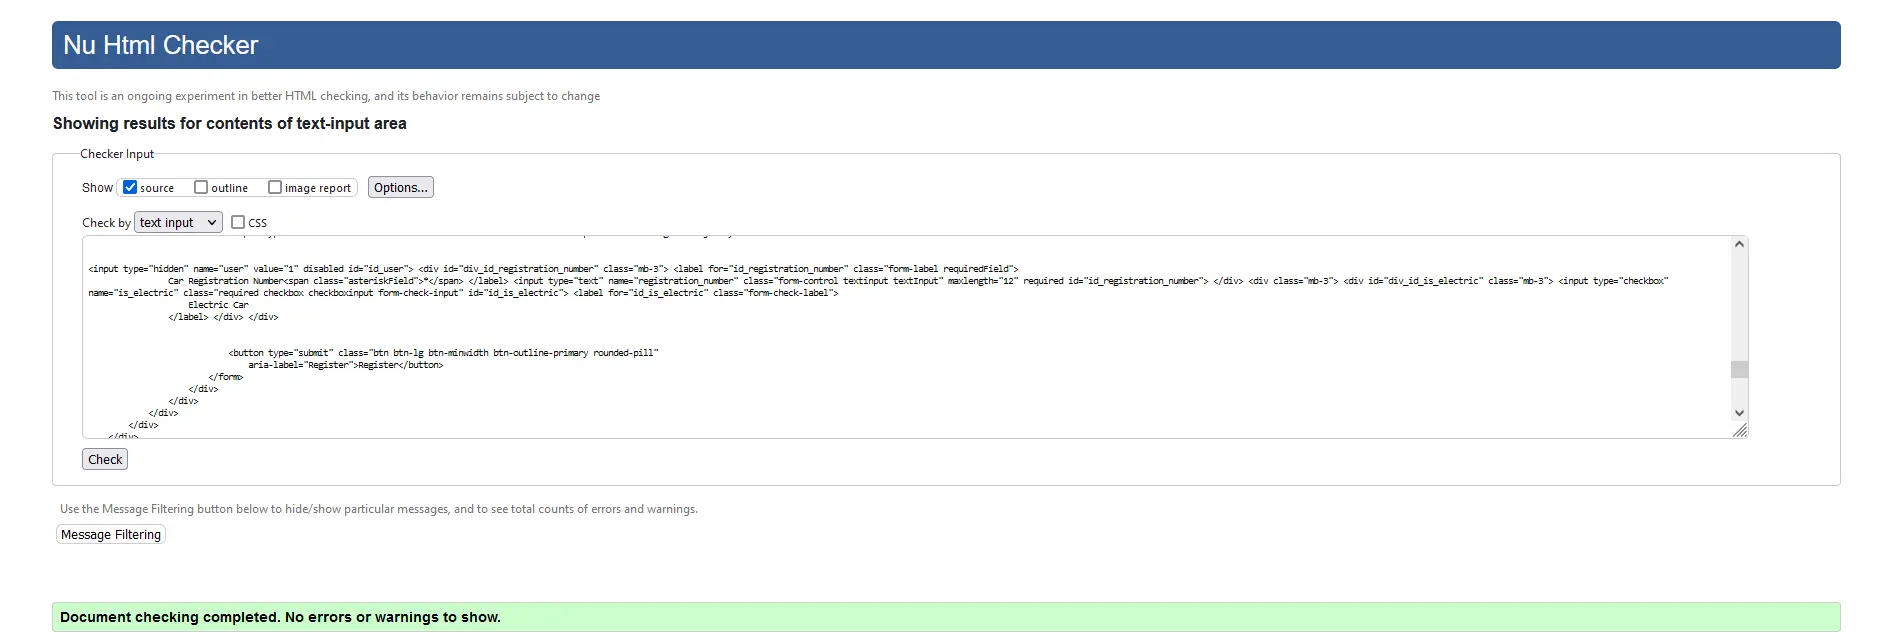 Nu Html Checker
This tool is an ongoing experiment in better HTML checking, and its behavior remains subject to change
Showing results for contents of text-input area
Checker Input
Show source outline image report Options...
Check by text input CSS
<input type="hidden" name="user" value="1" disabled id="id_user"> <div id="div_id_registration_number" class="mb-3"> <label for="id_registration_number" class="form-label requiredField">
Car Registration Number<span class="asteriskField">*</span> </label> <input type="text" name="registration_number" class="form-control textinput textInput" maxlength="12" required id="id_registration_number"> </div> <div class="mb-3"> <div id="div_id_is_electric" class="mb-3"> <input type="checkbox"
name="is_electric" class="required checkbox checkboxinput form-check-input" id="id_is_electric"> <label for="id_is_electric" class="form-check-label">
Electric Car
</label> </div> </div>
<button type="submit" class="btn btn-lg btn-minwidth btn-outline-primary rounded-pill"
aria-label="Register">Register</button>
</form>
</div>
</div>
</div>
</div>
</div>
Check
Use the Message Filtering button below to hide/show particular messages, and to see total counts of errors and warnings.
Message Filtering
Document checking completed. No errors or warnings to show.